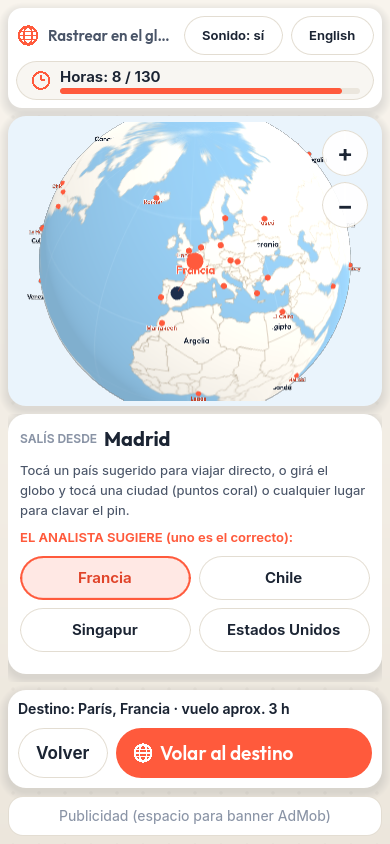 Rastrear en el gl...
Sonido: sí
English
Horas: 8 / 130
+
−
Francia
Marrakech
Argelia
El Cairo
SALÍS DESDE Madrid
Tocá un país sugerido para viajar directo, o girá el
globo y tocá una ciudad (puntos coral) o cualquier lugar
para clavar el pin.
EL ANALISTA SUGIERE (uno es el correcto):
Francia
Chile
Singapur
Estados Unidos
Destino: París, Francia · vuelo aprox. 3 h
Volver
Volar al destino
Publicidad (espacio para banner AdMob)